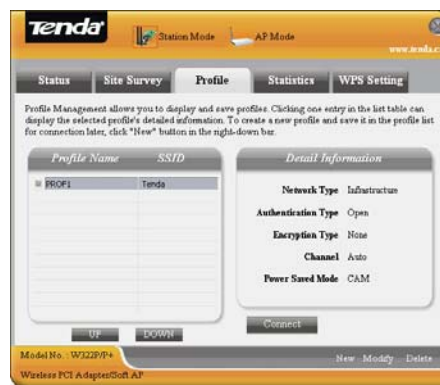 Tenda
Station Mode
AP Mode
www.tenda.c
Status
Site Survey
Profile
Statistics
WPS Setting
Profile Management allows you to display and save profiles. Clicking one entry in the list table can
display the selected profile's detailed information. To create a new profile and save it in the profile list
for connection later, click "New" button in the right-down bar.
Profile Name SSID
PROF1 Tenda
Detail Information
Network Type Infrastructure
Authentication Type Open
Encryption Type None
Channel Auto
Power Saved Mode CAM
UP DOWN
Connect
Model No. : W322P/P+
New Modify Delete
Wireless PCI Adapter/Soft AP